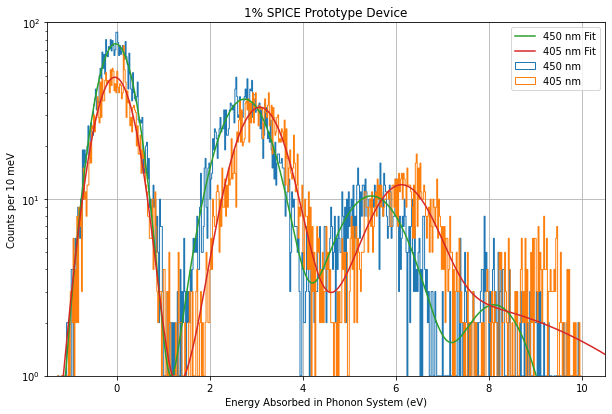 1% SPICE Prototype Device
450 nm Fit
405 nm Fit
450 nm
405 nm
Counts per 10 meV
10²
10¹
10⁰
0 2 4 6 8 10
Energy Absorbed in Phonon System (eV)